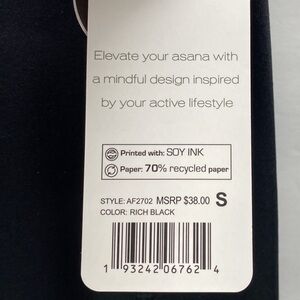 Elevate your asana with
a mindful design inspired
by your active lifestyle
Printed with: SOY INK
Paper: 70% recycled paper
STYLE: AF2702 MSRP $38.00 S
COLOR: RICH BLACK
1 93242 06762 4